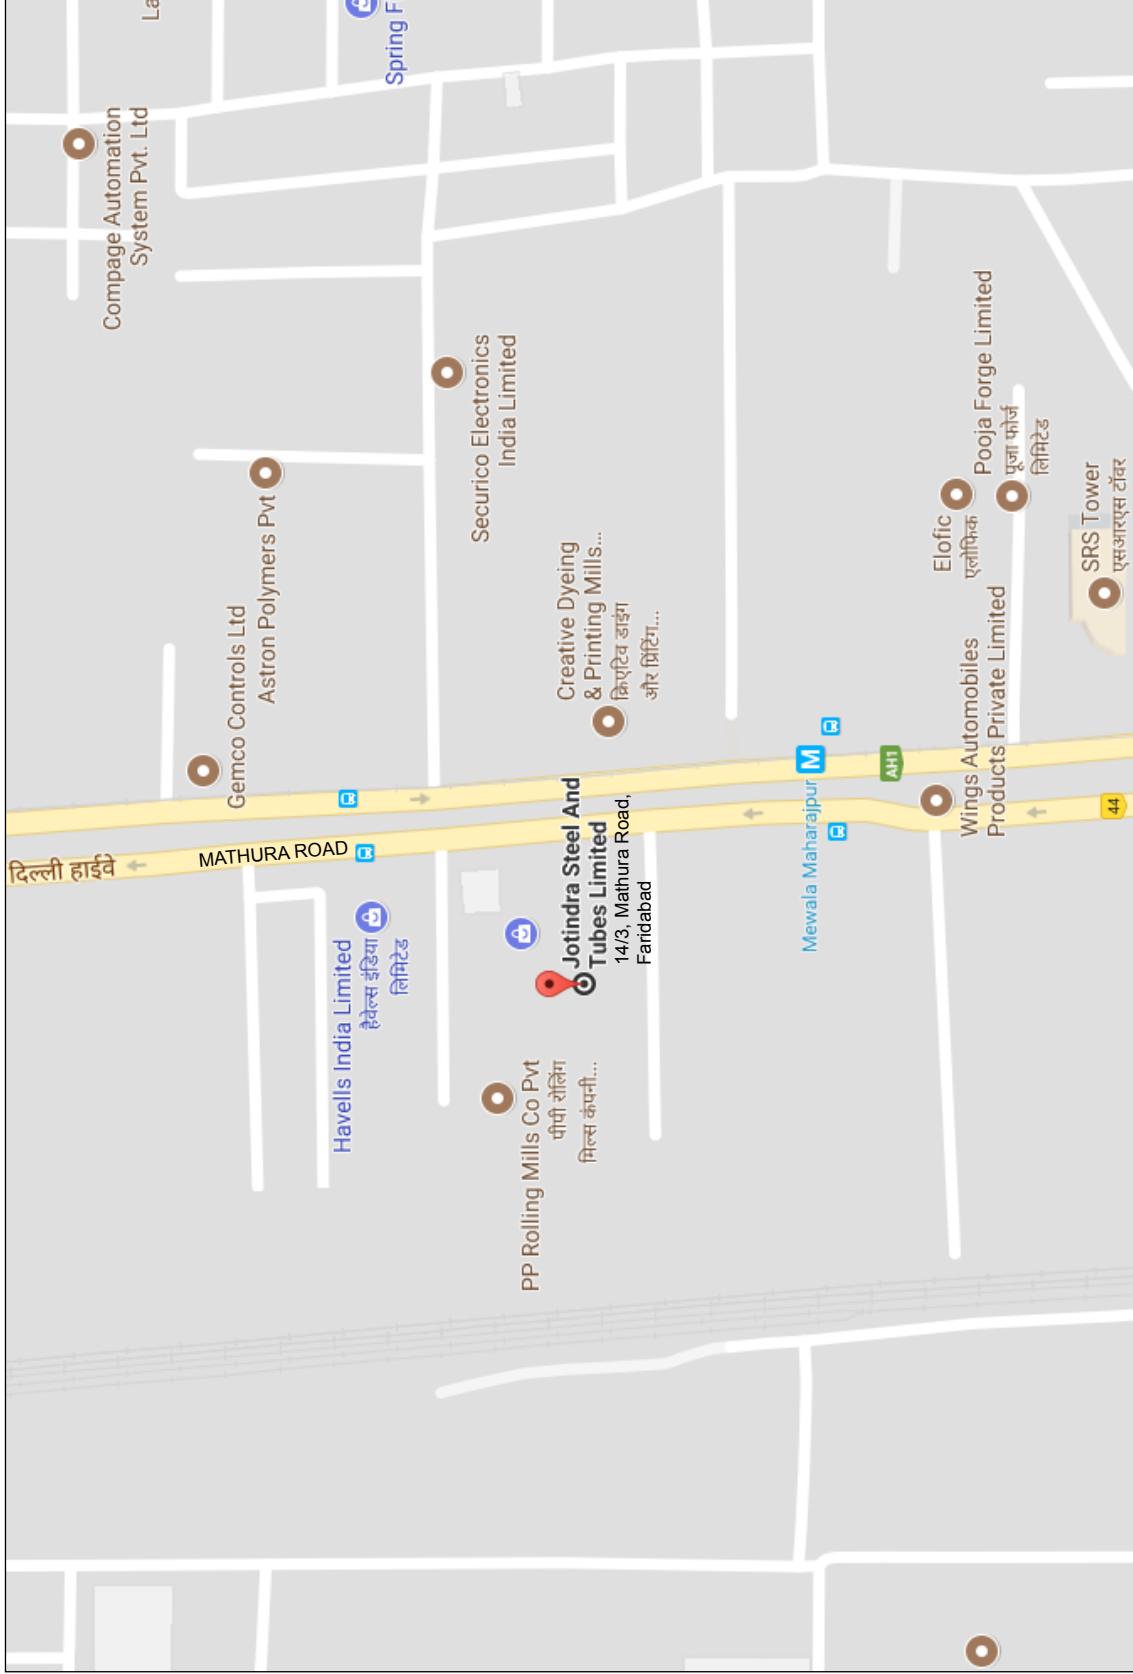 La
Spring F
Compage Automation
System Pvt. Ltd
Securico Electronics
India Limited
Astron Polymers Pvt
Gemco Controls Ltd
Creative Dyeing
& Printing Mills...
क्रिएटिव डाइंग
और प्रिंटिंग...
Pooja Forge Limited
पूजा फोर्ज
लिमिटेड
Elofic
एलोफिक
SRS Tower
एसआरएस टॉवर
Wings Automobiles
Products Private Limited
M
Mewala Maharajpur
AH1
44
दिल्ली हाईवे
MATHURA ROAD
Jotindra Steel And
Tubes Limited
14/3, Mathura Road,
Faridabad
Havells India Limited
हैवेल्स इंडिया
लिमिटेड
PP Rolling Mills Co Pvt
पीपी रोलिंग
मिल्स कंपनी...